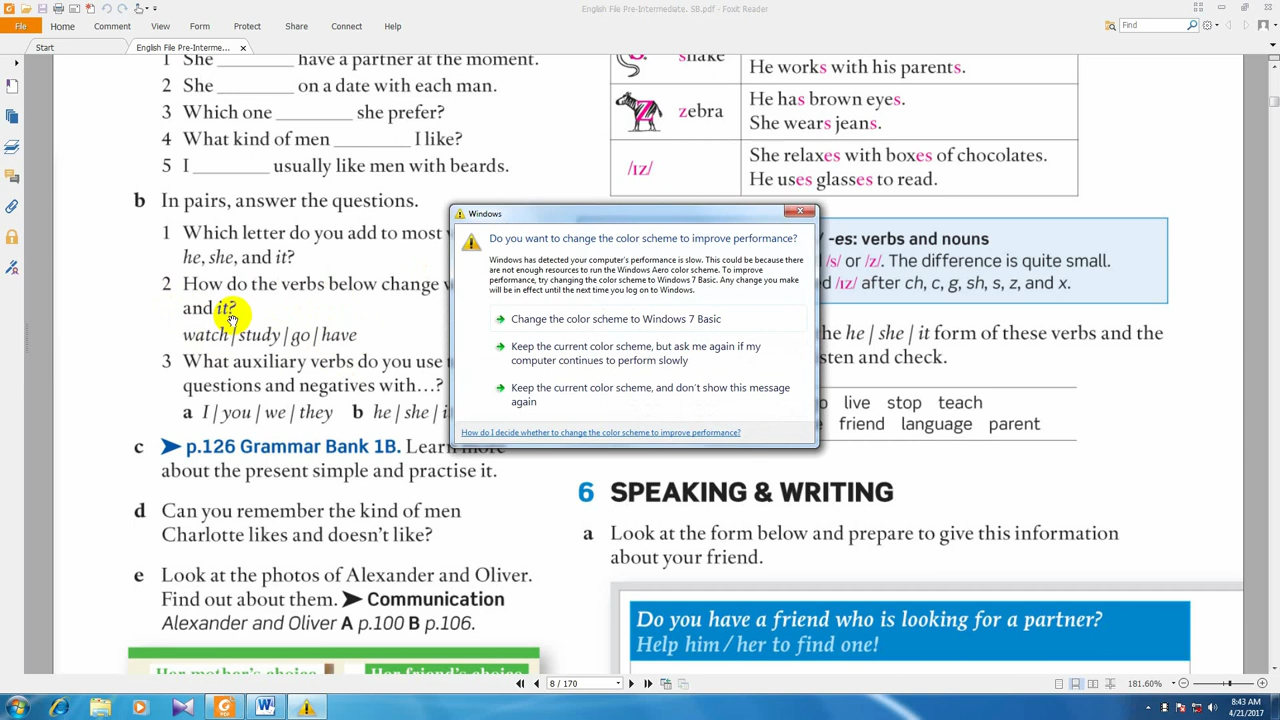 English File Pre-Intermediate. SB.pdf - Foxit Reader
File Home Comment View Form Protect Share Connect Help
Find
Start English File Pre-Interme...
1 She ________ have a partner at the moment.
2 She ________ on a date with each man.
3 Which one ________ she prefer?
4 What kind of men ________ I like?
5 I ________ usually like men with beards.
b In pairs, answer the questions.
1 Which letter do you add to most
he, she, and it?
2 How do the verbs below change
and it?
watch | study | go | have
3 What auxiliary verbs do you use
questions and negatives with…?
a I | you | we | they b he | she | i
c ➤ p.126 Grammar Bank 1B. Learn more
about the present simple and practise it.
d Can you remember the kind of men
Charlotte likes and doesn't like?
e Look at the photos of Alexander and Oliver.
Find out about them. ➤ Communication
Alexander and Oliver A p.100 B p.106.
Her mother's choice Her friend's choice
snake
He works with his parents.
zebra
He has brown eyes.
She wears jeans.
/ɪz/
She relaxes with boxes of chocolates.
He uses glasses to read.
-es: verbs and nouns
/s/ or /z/. The difference is quite small.
/ɪz/ after ch, c, g, sh, s, z, and x.
he | she | it form of these verbs and the
isten and check.
live stop teach
friend language parent
6 SPEAKING & WRITING
a Look at the form below and prepare to give this information
about your friend.
Do you have a friend who is looking for a partner?
Help him / her to find one!
Windows
Do you want to change the color scheme to improve performance?
Windows has detected your computer's performance is slow. This could be because there
are not enough resources to run the Windows Aero color scheme. To improve
performance, try changing the color scheme to Windows 7 Basic. Any change you make
will be in effect until the next time you log on to Windows.
Change the color scheme to Windows 7 Basic
Keep the current color scheme, but ask me again if my
computer continues to perform slowly
Keep the current color scheme, and don't show this message
again
How do I decide whether to change the color scheme to improve performance?
8 / 170
181.60%
8:43 AM
4/21/2017